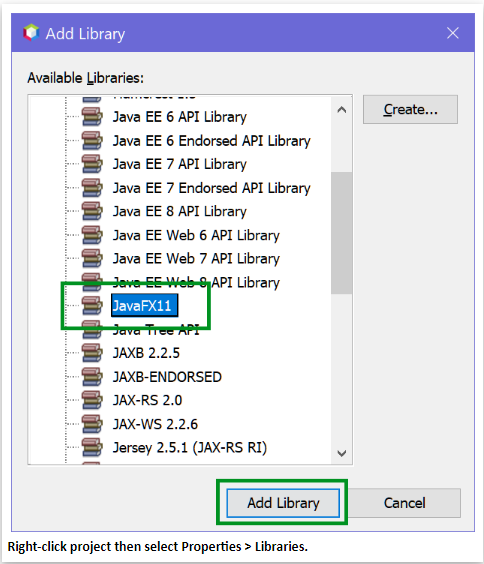 Add Library
Available Libraries:
Create...
Java EE 6 API Library
Java EE 6 Endorsed API Library
Java EE 7 API Library
Java EE 7 Endorsed API Library
Java EE 8 API Library
Java EE Web 6 API Library
Java EE Web 7 API Library
Java EE Web 8 API Library
JavaFX11
Java Tree API
JAXB 2.2.5
JAXB-ENDORSED
JAX-RS 2.0
JAX-WS 2.2.6
Jersey 2.5.1 (JAX-RS RI)
Add Library
Cancel
Right-click project then select Properties > Libraries.